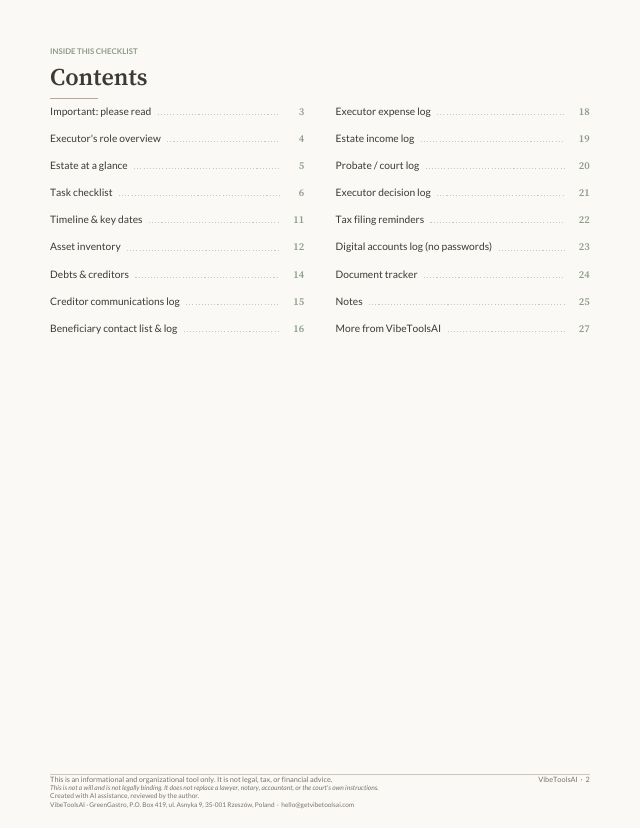 INSIDE THIS CHECKLIST
Contents
Important: please read 3
Executor's role overview 4
Estate at a glance 5
Task checklist 6
Timeline & key dates 11
Asset inventory 12
Debts & creditors 14
Creditor communications log 15
Beneficiary contact list & log 16
Executor expense log 18
Estate income log 19
Probate / court log 20
Executor decision log 21
Tax filing reminders 22
Digital accounts log (no passwords) 23
Document tracker 24
Notes 25
More from VibeToolsAI 27
This is an informational and organizational tool only. It is not legal, tax, or financial advice.
This is not a will and is not legally binding. It does not replace a lawyer, notary, accountant, or the court's own instructions.
Created with AI assistance, reviewed by the author.
VibeToolsAI · GreenGastro, P.O. Box 419, ul. Asnyka 9, 35-001 Rzeszów, Poland · hello@getvibetoolsai.com
VibeToolsAI · 2